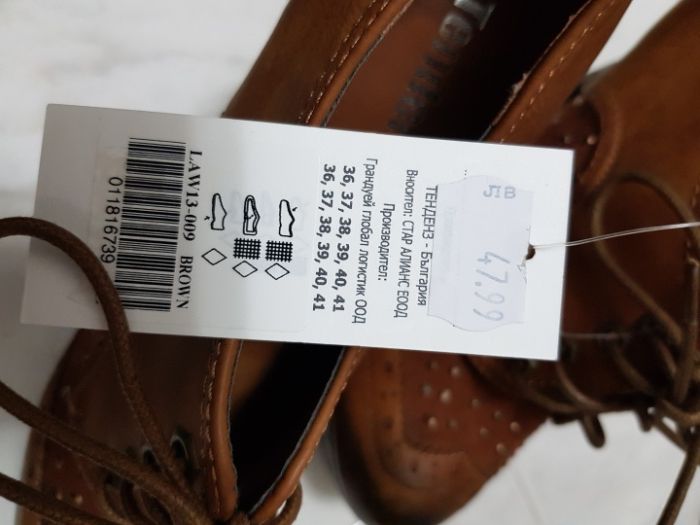 51B
47.99
ТЕНДЕНЗ - България
Вносител: СТАР АЛИАНС ЕООД
Производител:
Грандуей глобал логистик ООД
36, 37, 38, 39, 40, 41
36, 37, 38, 39, 40, 41
LAW13-009 BROWN
011816739